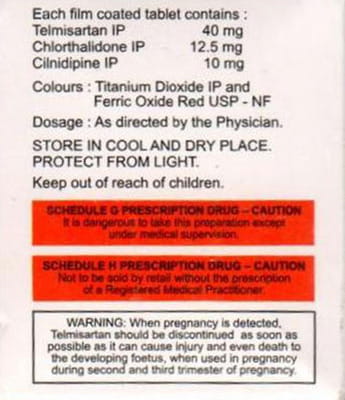 Each film coated tablet contains :
Telmisartan IP 40 mg
Chlorthalidone IP 12.5 mg
Cilnidipine IP 10 mg
Colours : Titanium Dioxide IP and
Ferric Oxide Red USP - NF
Dosage : As directed by the Physician.
STORE IN COOL AND DRY PLACE.
PROTECT FROM LIGHT.
Keep out of reach of children.
SCHEDULE G PRESCRIPTION DRUG – CAUTION
It is dangerous to take this preparation except
under medical supervision.
SCHEDULE H PRESCRIPTION DRUG – CAUTION
Not to be sold by retail without the prescription
of a Registered Medical Practitioner.
WARNING: When pregnancy is detected,
Telmisartan should be discontinued as soon as
possible as it can cause injury and even death to
the developing foetus, when used in pregnancy
during second and third trimester of pregnancy.